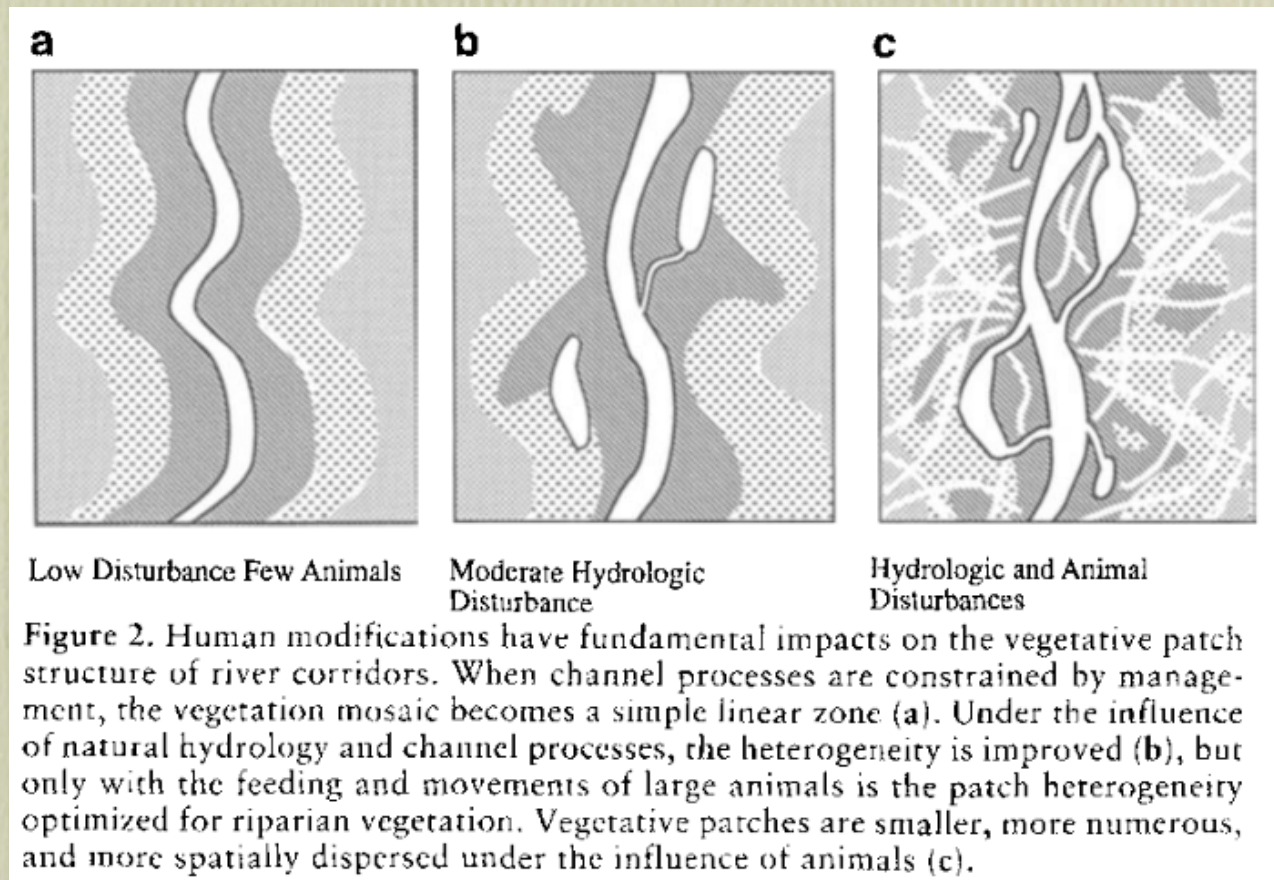 a b c
Low Disturbance Few Animals
Moderate Hydrologic
Disturbance
Hydrologic and Animal
Disturbances
Figure 2. Human modifications have fundamental impacts on the vegetative patch
structure of river corridors. When channel processes are constrained by manage-
ment, the vegetation mosaic becomes a simple linear zone (a). Under the influence
of natural hydrology and channel processes, the heterogeneity is improved (b), but
only with the feeding and movements of large animals is the patch heterogeneity
optimized for riparian vegetation. Vegetative patches are smaller, more numerous,
and more spatially dispersed under the influence of animals (c).